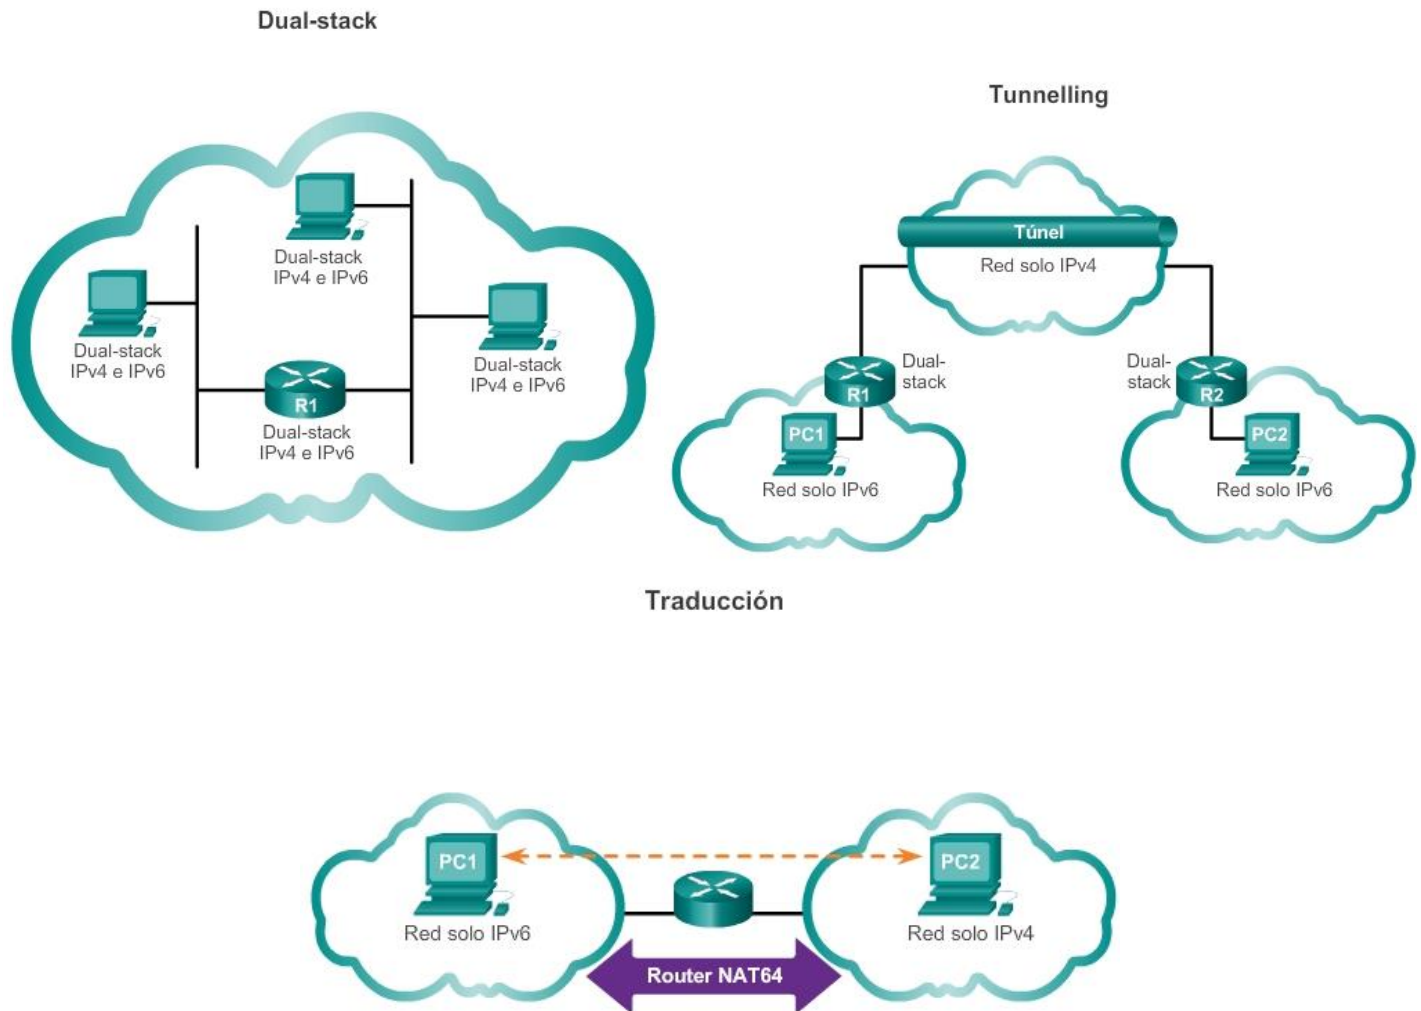 Dual-stack
Dual-stack
IPv4 e IPv6
Dual-stack
IPv4 e IPv6
Dual-stack
IPv4 e IPv6
R1
Dual-stack
IPv4 e IPv6
Tunnelling
Túnel
Red solo IPv4
Dual-
stack
R1
Dual-
stack
R2
PC1
Red solo IPv6
PC2
Red solo IPv6
Traducción
PC1
Red solo IPv6
PC2
Red solo IPv4
Router NAT64